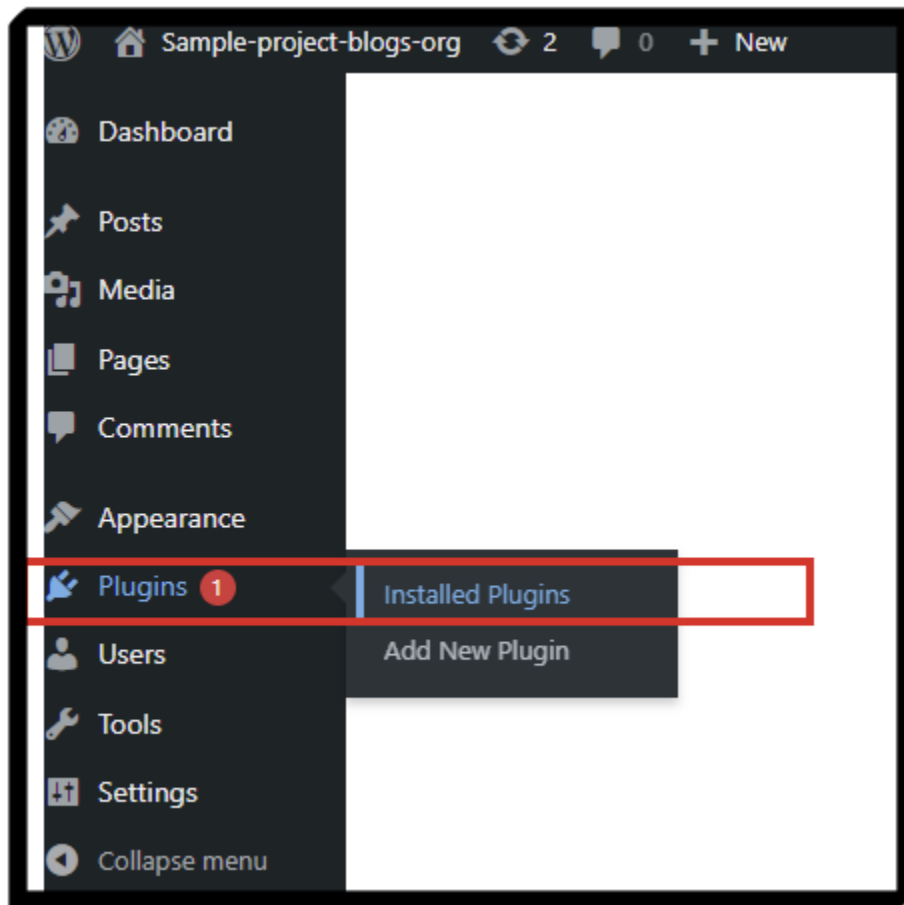 Sample-project-blogs-org 2 0 + New
Dashboard
Posts
Media
Pages
Comments
Appearance
Plugins 1
Installed Plugins
Add New Plugin
Users
Tools
Settings
Collapse menu